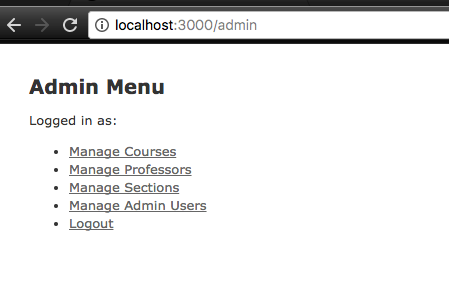 localhost:3000/admin
Admin Menu
Logged in as:
Manage Courses
Manage Professors
Manage Sections
Manage Admin Users
Logout